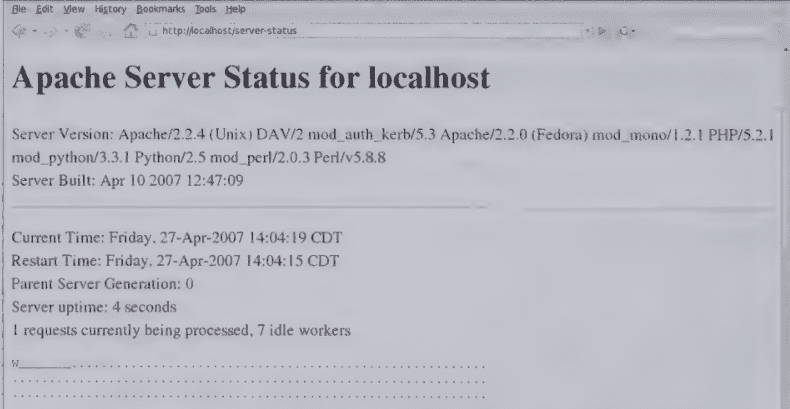 File Edit View History Bookmarks Tools Help
http://localhost/server-status
Apache Server Status for localhost
Server Version: Apache/2.2.4 (Unix) DAV/2 mod_auth_kerb/5.3 Apache/2.2.0 (Fedora) mod_mono/1.2.1 PHP/5.2.1
mod_python/3.3.1 Python/2.5 mod_perl/2.0.3 Perl/v5.8.8
Server Built: Apr 10 2007 12:47:09
Current Time: Friday, 27-Apr-2007 14:04:19 CDT
Restart Time: Friday, 27-Apr-2007 14:04:15 CDT
Parent Server Generation: 0
Server uptime: 4 seconds
1 requests currently being processed, 7 idle workers
W_______........................................................
................................................................
................................................................